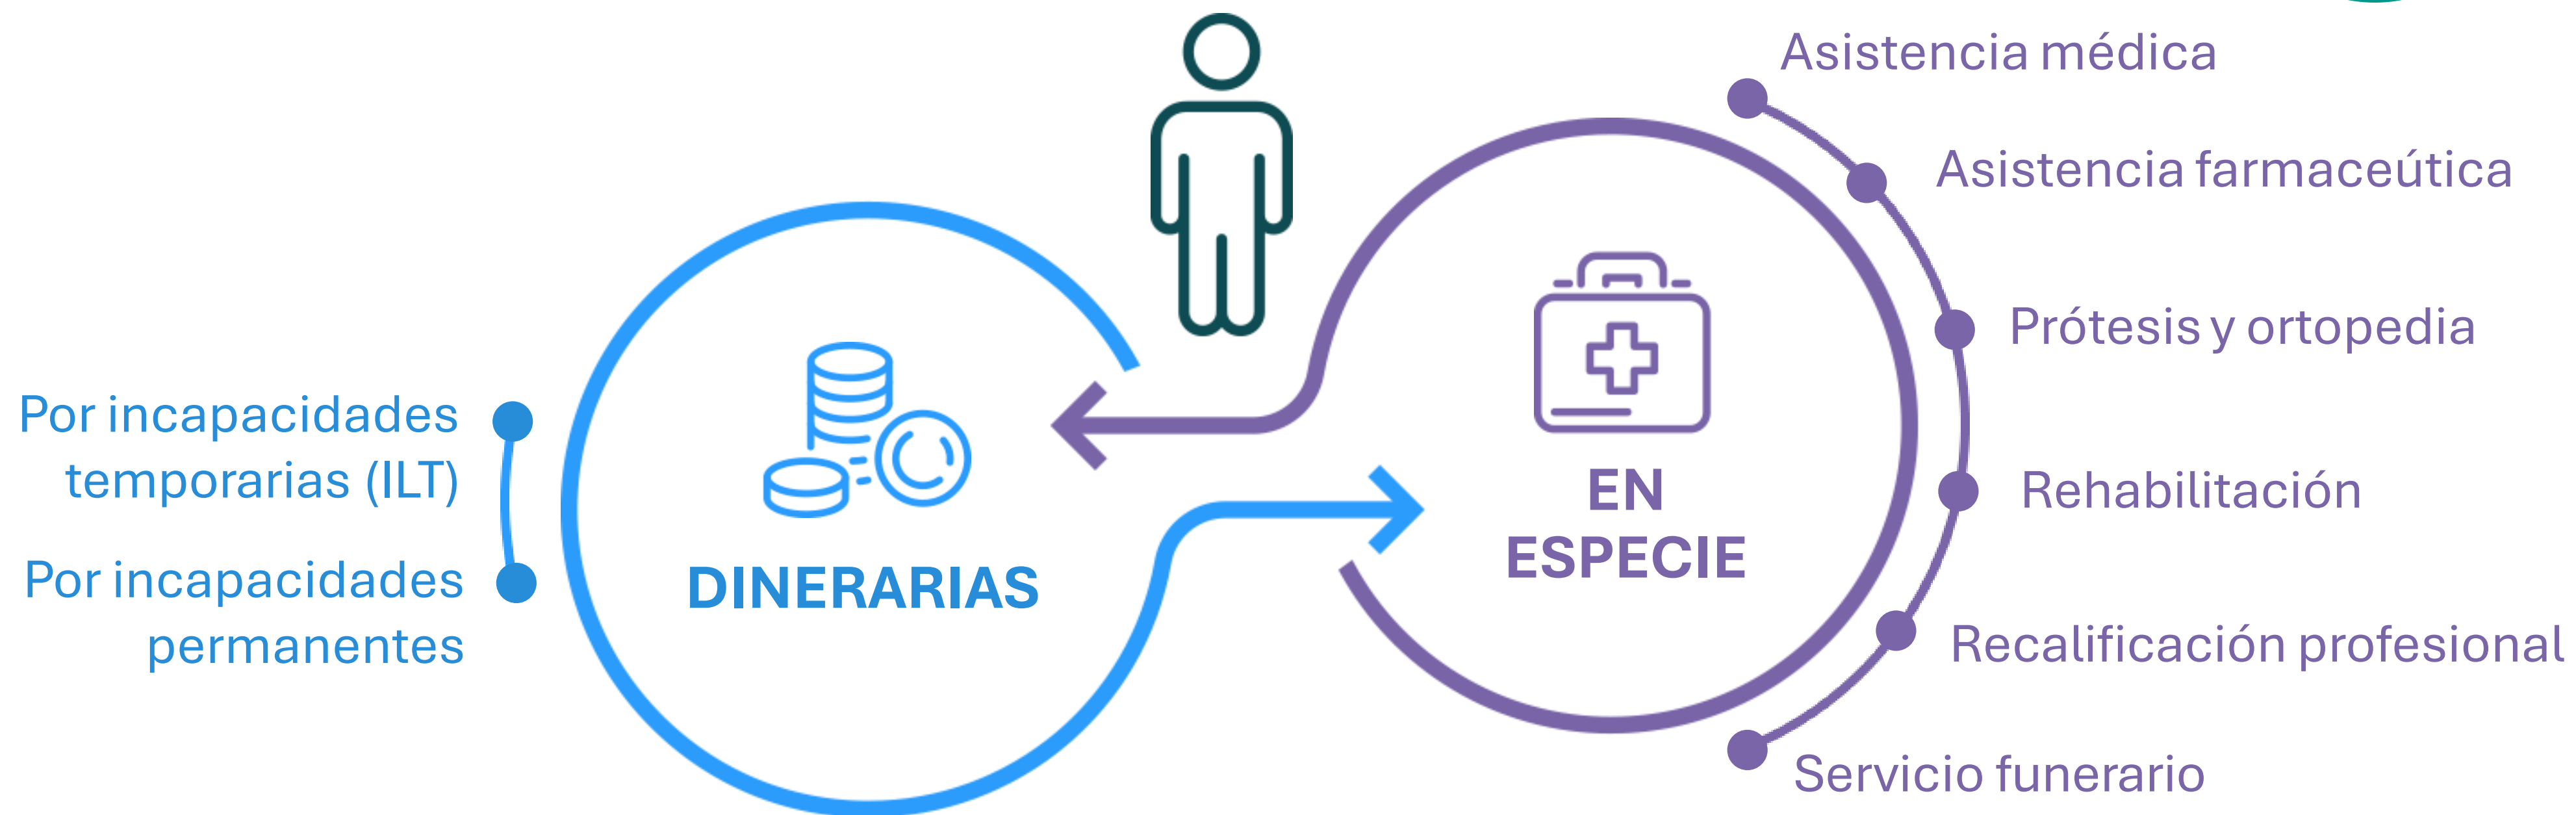 Por incapacidades
temporarias (ILT)
Por incapacidades
permanentes
DINERARIAS
EN
ESPECIE
Asistencia médica
Asistencia farmaceútica
Prótesis y ortopedia
Rehabilitación
Recalificación profesional
Servicio funerario